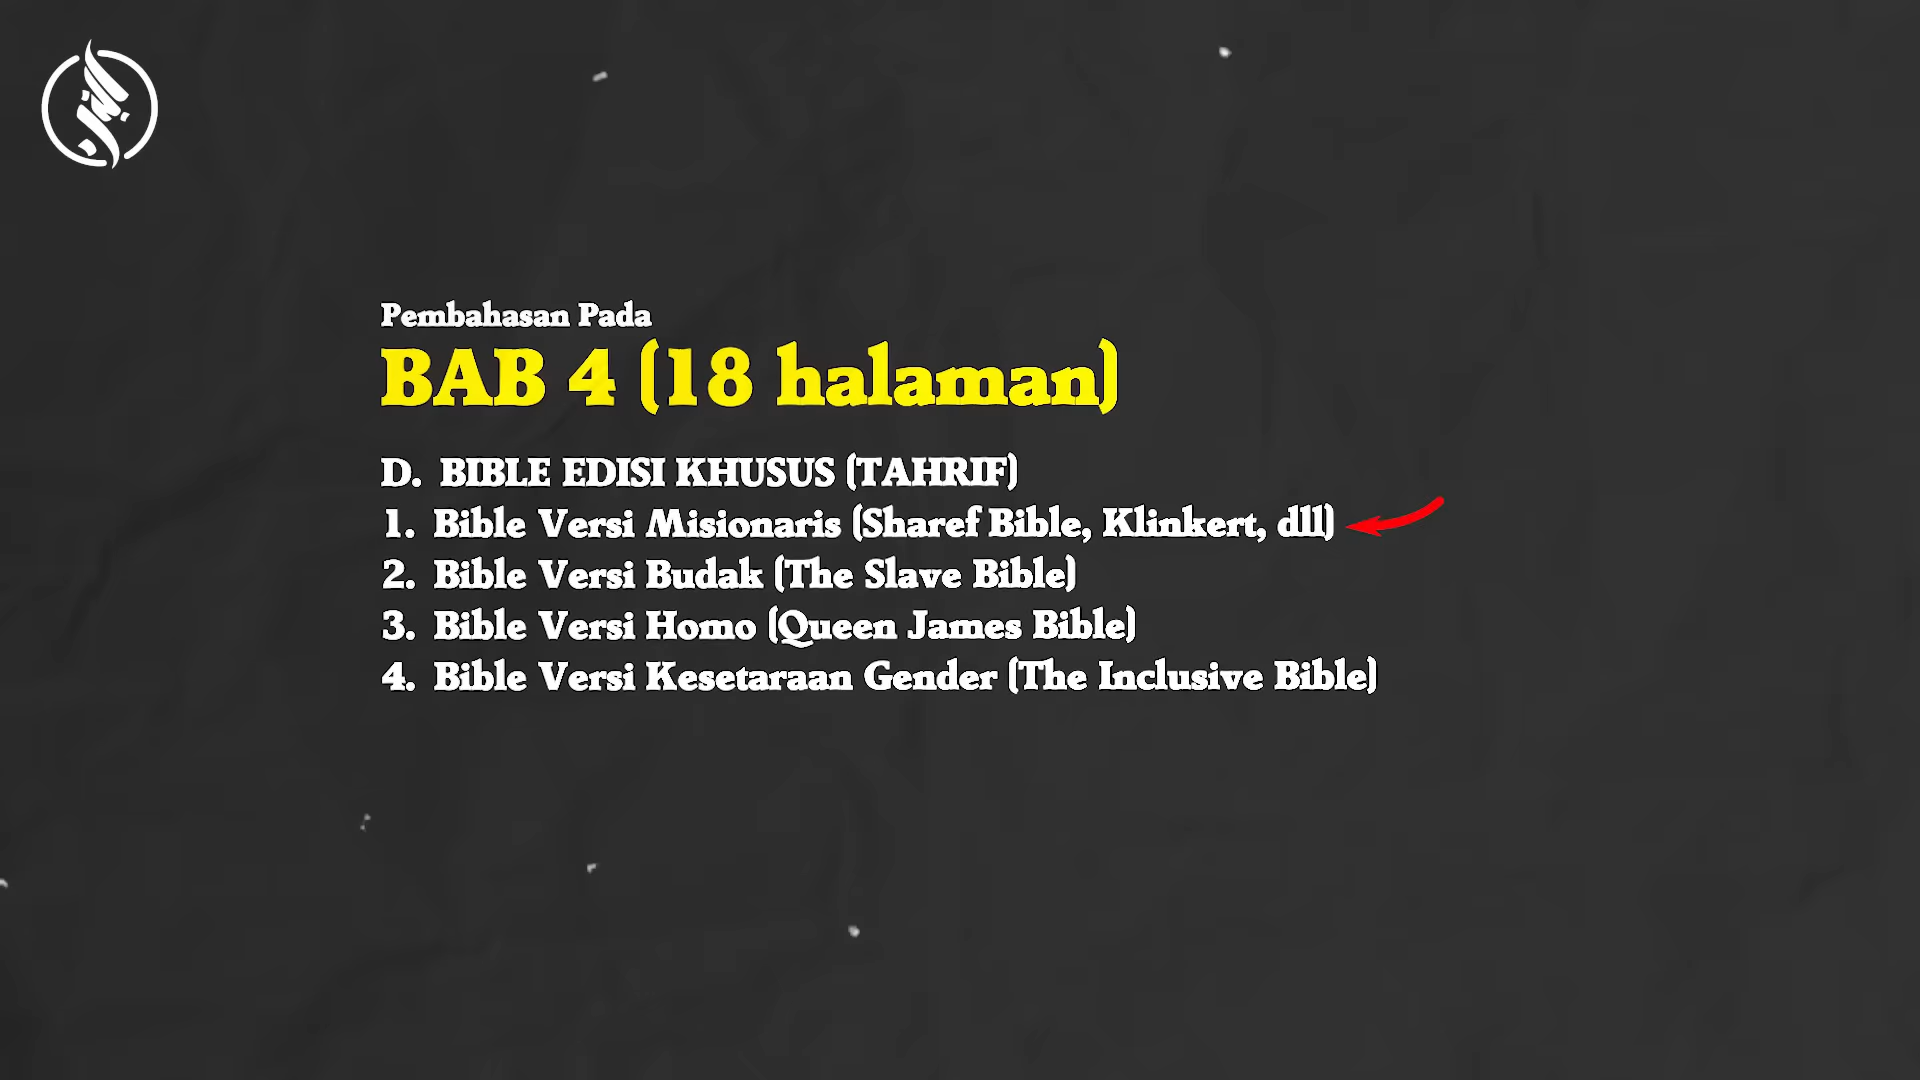 Pembahasan Pada
BAB 4 (18 halaman)
D. BIBLE EDISI KHUSUS (TAHRIF)
1. Bible Versi Misionaris (Sharef Bible, Klinkert, dll)
2. Bible Versi Budak (The Slave Bible)
3. Bible Versi Homo (Queen James Bible)
4. Bible Versi Kesetaraan Gender (The Inclusive Bible)